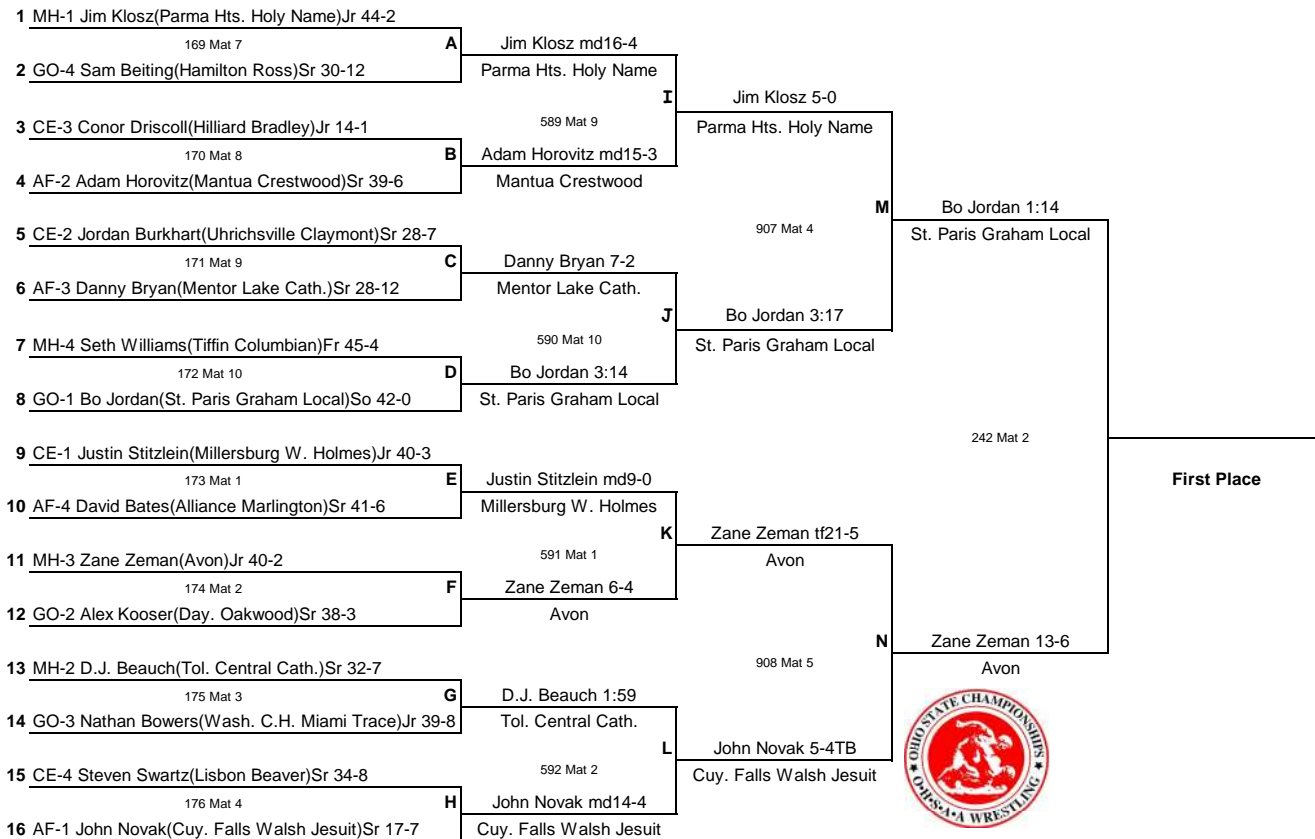 1 MH-1 Jim Klosz(Parma Hts. Holy Name)Jr 44-2
169 Mat 7
A
2 GO-4 Sam Beiting(Hamilton Ross)Sr 30-12
Jim Klosz md16-4
Parma Hts. Holy Name
I
589 Mat 9
3 CE-3 Conor Driscoll(Hilliard Bradley)Jr 14-1
170 Mat 8
B
4 AF-2 Adam Horovitz(Mantua Crestwood)Sr 39-6
Adam Horovitz md15-3
Mantua Crestwood
Jim Klosz 5-0
Parma Hts. Holy Name
M
907 Mat 4
5 CE-2 Jordan Burkhart(Uhrichsville Claymont)Sr 28-7
171 Mat 9
C
6 AF-3 Danny Bryan(Mentor Lake Cath.)Sr 28-12
Danny Bryan 7-2
Mentor Lake Cath.
J
590 Mat 10
7 MH-4 Seth Williams(Tiffin Columbian)Fr 45-4
172 Mat 10
D
8 GO-1 Bo Jordan(St. Paris Graham Local)So 42-0
Bo Jordan 3:14
St. Paris Graham Local
Bo Jordan 3:17
St. Paris Graham Local
Bo Jordan 1:14
St. Paris Graham Local
242 Mat 2
First Place
9 CE-1 Justin Stitzlein(Millersburg W. Holmes)Jr 40-3
173 Mat 1
E
10 AF-4 David Bates(Alliance Marlington)Sr 41-6
Justin Stitzlein md9-0
Millersburg W. Holmes
K
591 Mat 1
11 MH-3 Zane Zeman(Avon)Jr 40-2
174 Mat 2
F
12 GO-2 Alex Kooser(Day. Oakwood)Sr 38-3
Zane Zeman 6-4
Avon
Zane Zeman tf21-5
Avon
N
908 Mat 5
13 MH-2 D.J. Beauch(Tol. Central Cath.)Sr 32-7
175 Mat 3
G
14 GO-3 Nathan Bowers(Wash. C.H. Miami Trace)Jr 39-8
D.J. Beauch 1:59
Tol. Central Cath.
L
592 Mat 2
15 CE-4 Steven Swartz(Lisbon Beaver)Sr 34-8
176 Mat 4
H
16 AF-1 John Novak(Cuy. Falls Walsh Jesuit)Sr 17-7
John Novak md14-4
Cuy. Falls Walsh Jesuit
John Novak 5-4TB
Cuy. Falls Walsh Jesuit
Zane Zeman 13-6
Avon
OHIO STATE CHAMPIONSHIPS
O•H•S•A•A WRESTLING